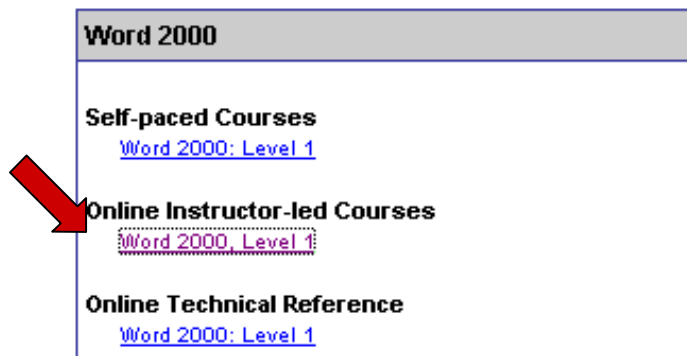 Word 2000
Self-paced Courses
Word 2000: Level 1
Online Instructor-led Courses
Word 2000, Level 1
Online Technical Reference
Word 2000: Level 1